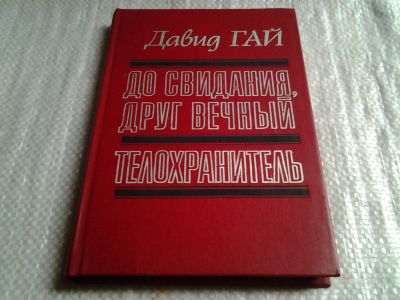 Давид ГАЙ
ДО СВИДАНИЯ,
ДРУГ ВЕЧНЫЙ
ТЕЛОХРАНИТЕЛЬ